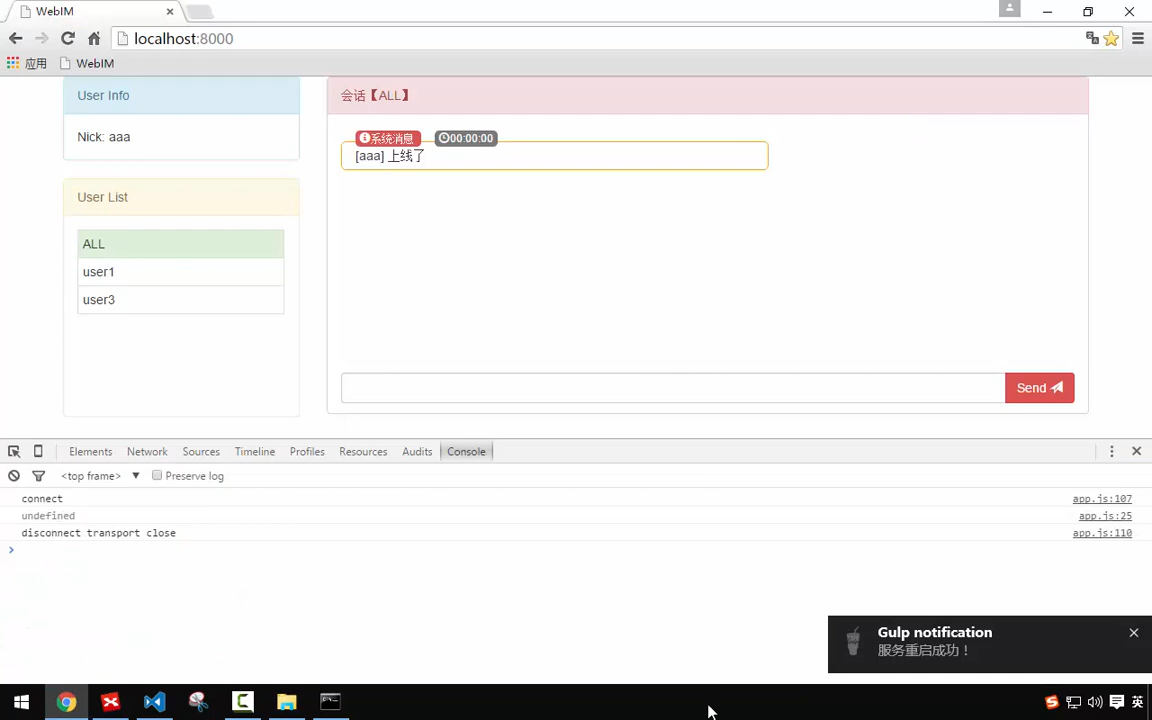 WebIM
localhost:8000
应用
WebIM
User Info
Nick: aaa
User List
ALL
user1
user3
会话【ALL】
系统消息 00:00:00
[aaa] 上线了
Send
Elements Network Sources Timeline Profiles Resources Audits Console
<top frame> ▼ Preserve log
connect app.js:107
undefined app.js:25
disconnect transport close app.js:110
>
Gulp notification
服务重启成功！
英